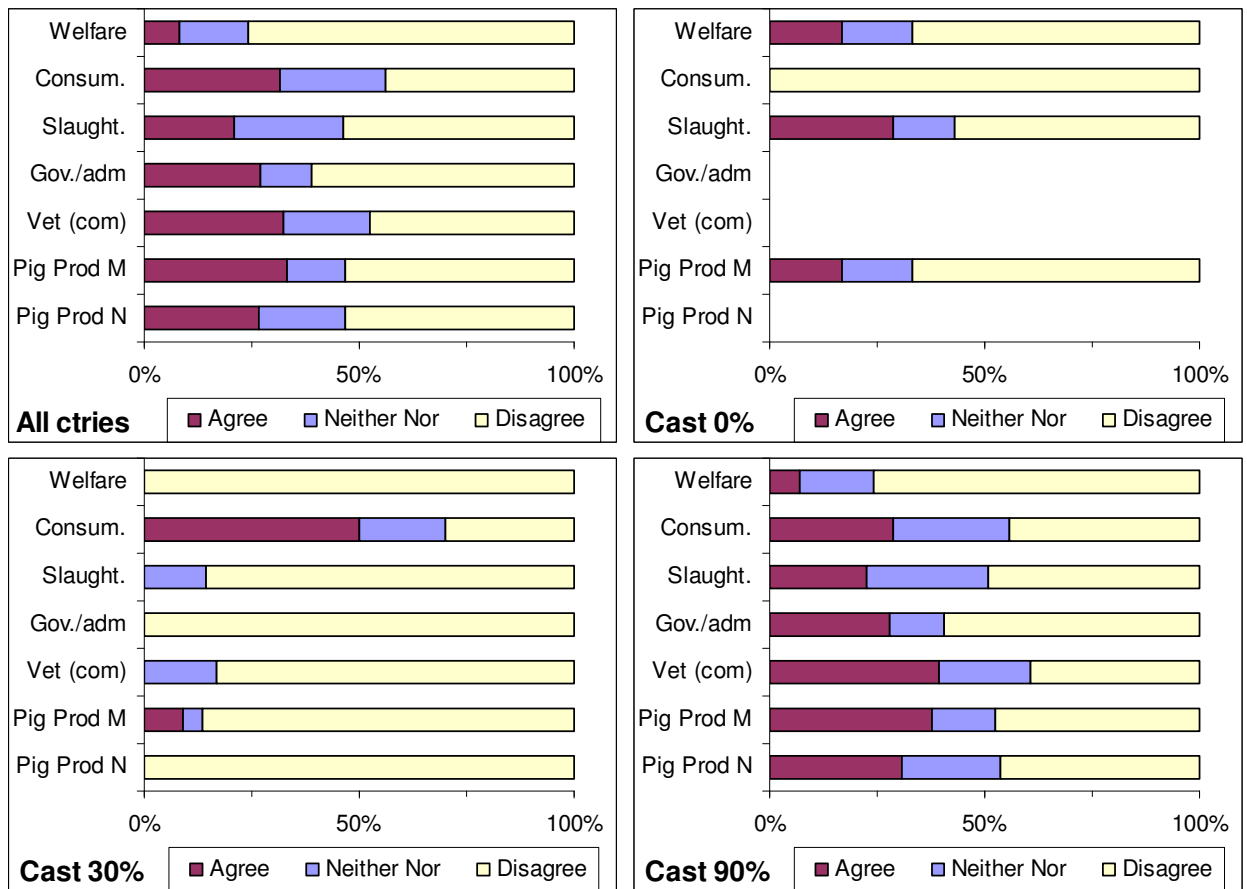 Welfare
Consum.
Slaught.
Gov./adm
Vet (com)
Pig Prod M
Pig Prod N
0% 50% 100%
All ctries Agree Neither Nor Disagree
Welfare
Consum.
Slaught.
Gov./adm
Vet (com)
Pig Prod M
Pig Prod N
0% 50% 100%
Cast 0% Agree Neither Nor Disagree
Welfare
Consum.
Slaught.
Gov./adm
Vet (com)
Pig Prod M
Pig Prod N
0% 50% 100%
Cast 30% Agree Neither Nor Disagree
Welfare
Consum.
Slaught.
Gov./adm
Vet (com)
Pig Prod M
Pig Prod N
0% 50% 100%
Cast 90% Agree Neither Nor Disagree